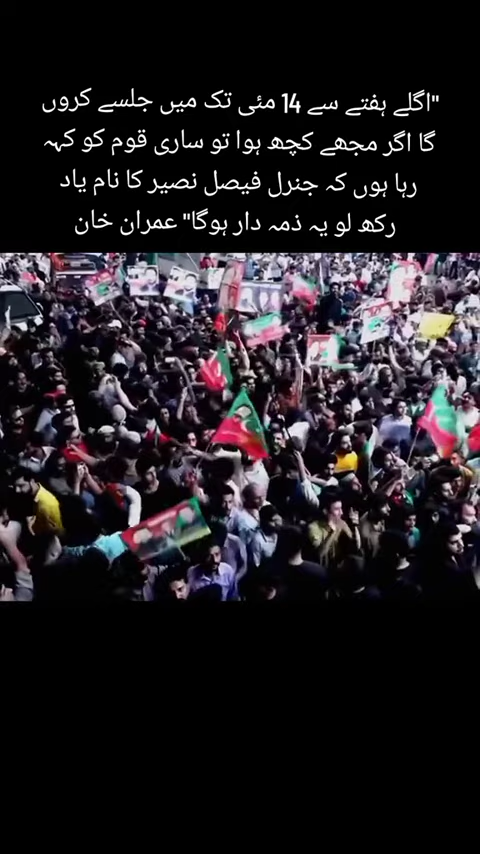 "اگلے ہفتے سے 14 مئی تک میں جلسے کروں
گا اگر مجھے کچھ ہوا تو ساری قوم کو کہہ
رہا ہوں کہ جنرل فیصل نصیر کا نام یاد
رکھ لو یہ ذمہ دار ہوگا" عمران خان